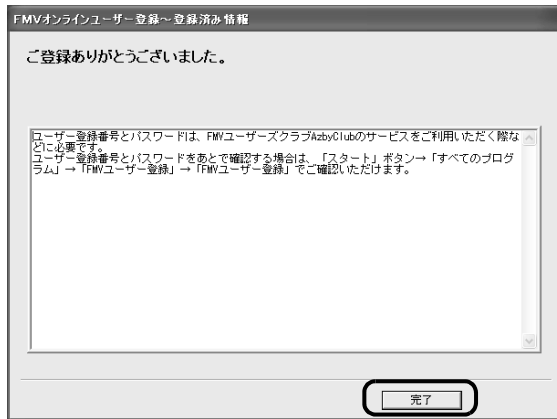 FMVオンラインユーザー登録～登録済み情報
ご登録ありがとうございました。
ユーザー登録番号とパスワードは、FMVユーザーズクラブAzbyClubのサービスをご利用いただく際な
どに必要です。
ユーザー登録番号とパスワードをあとで確認する場合は、「スタート」ボタン→「すべてのプログ
ラム」→「FMVユーザー登録」→「FMVユーザー登録」でご確認いただけます。
完了